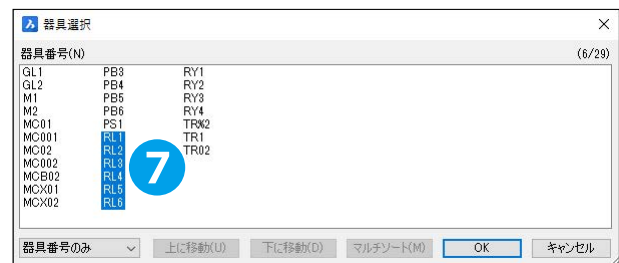 器具選択
器具番号(N) (6/29)
GL1 PB3 RY1
GL2 PB4 RY2
M1 PB5 RY3
M2 PB6 RY4
MC01 PS1 TR%2
MC001 RL1 TR1
MC02 RL2 TR02
MC002 RL3
MCB02 RL4
MCX01 RL5
MCX02 RL6
7
器具番号のみ 上に移動(U) 下に移動(D) マルチソート(M) OK キャンセル